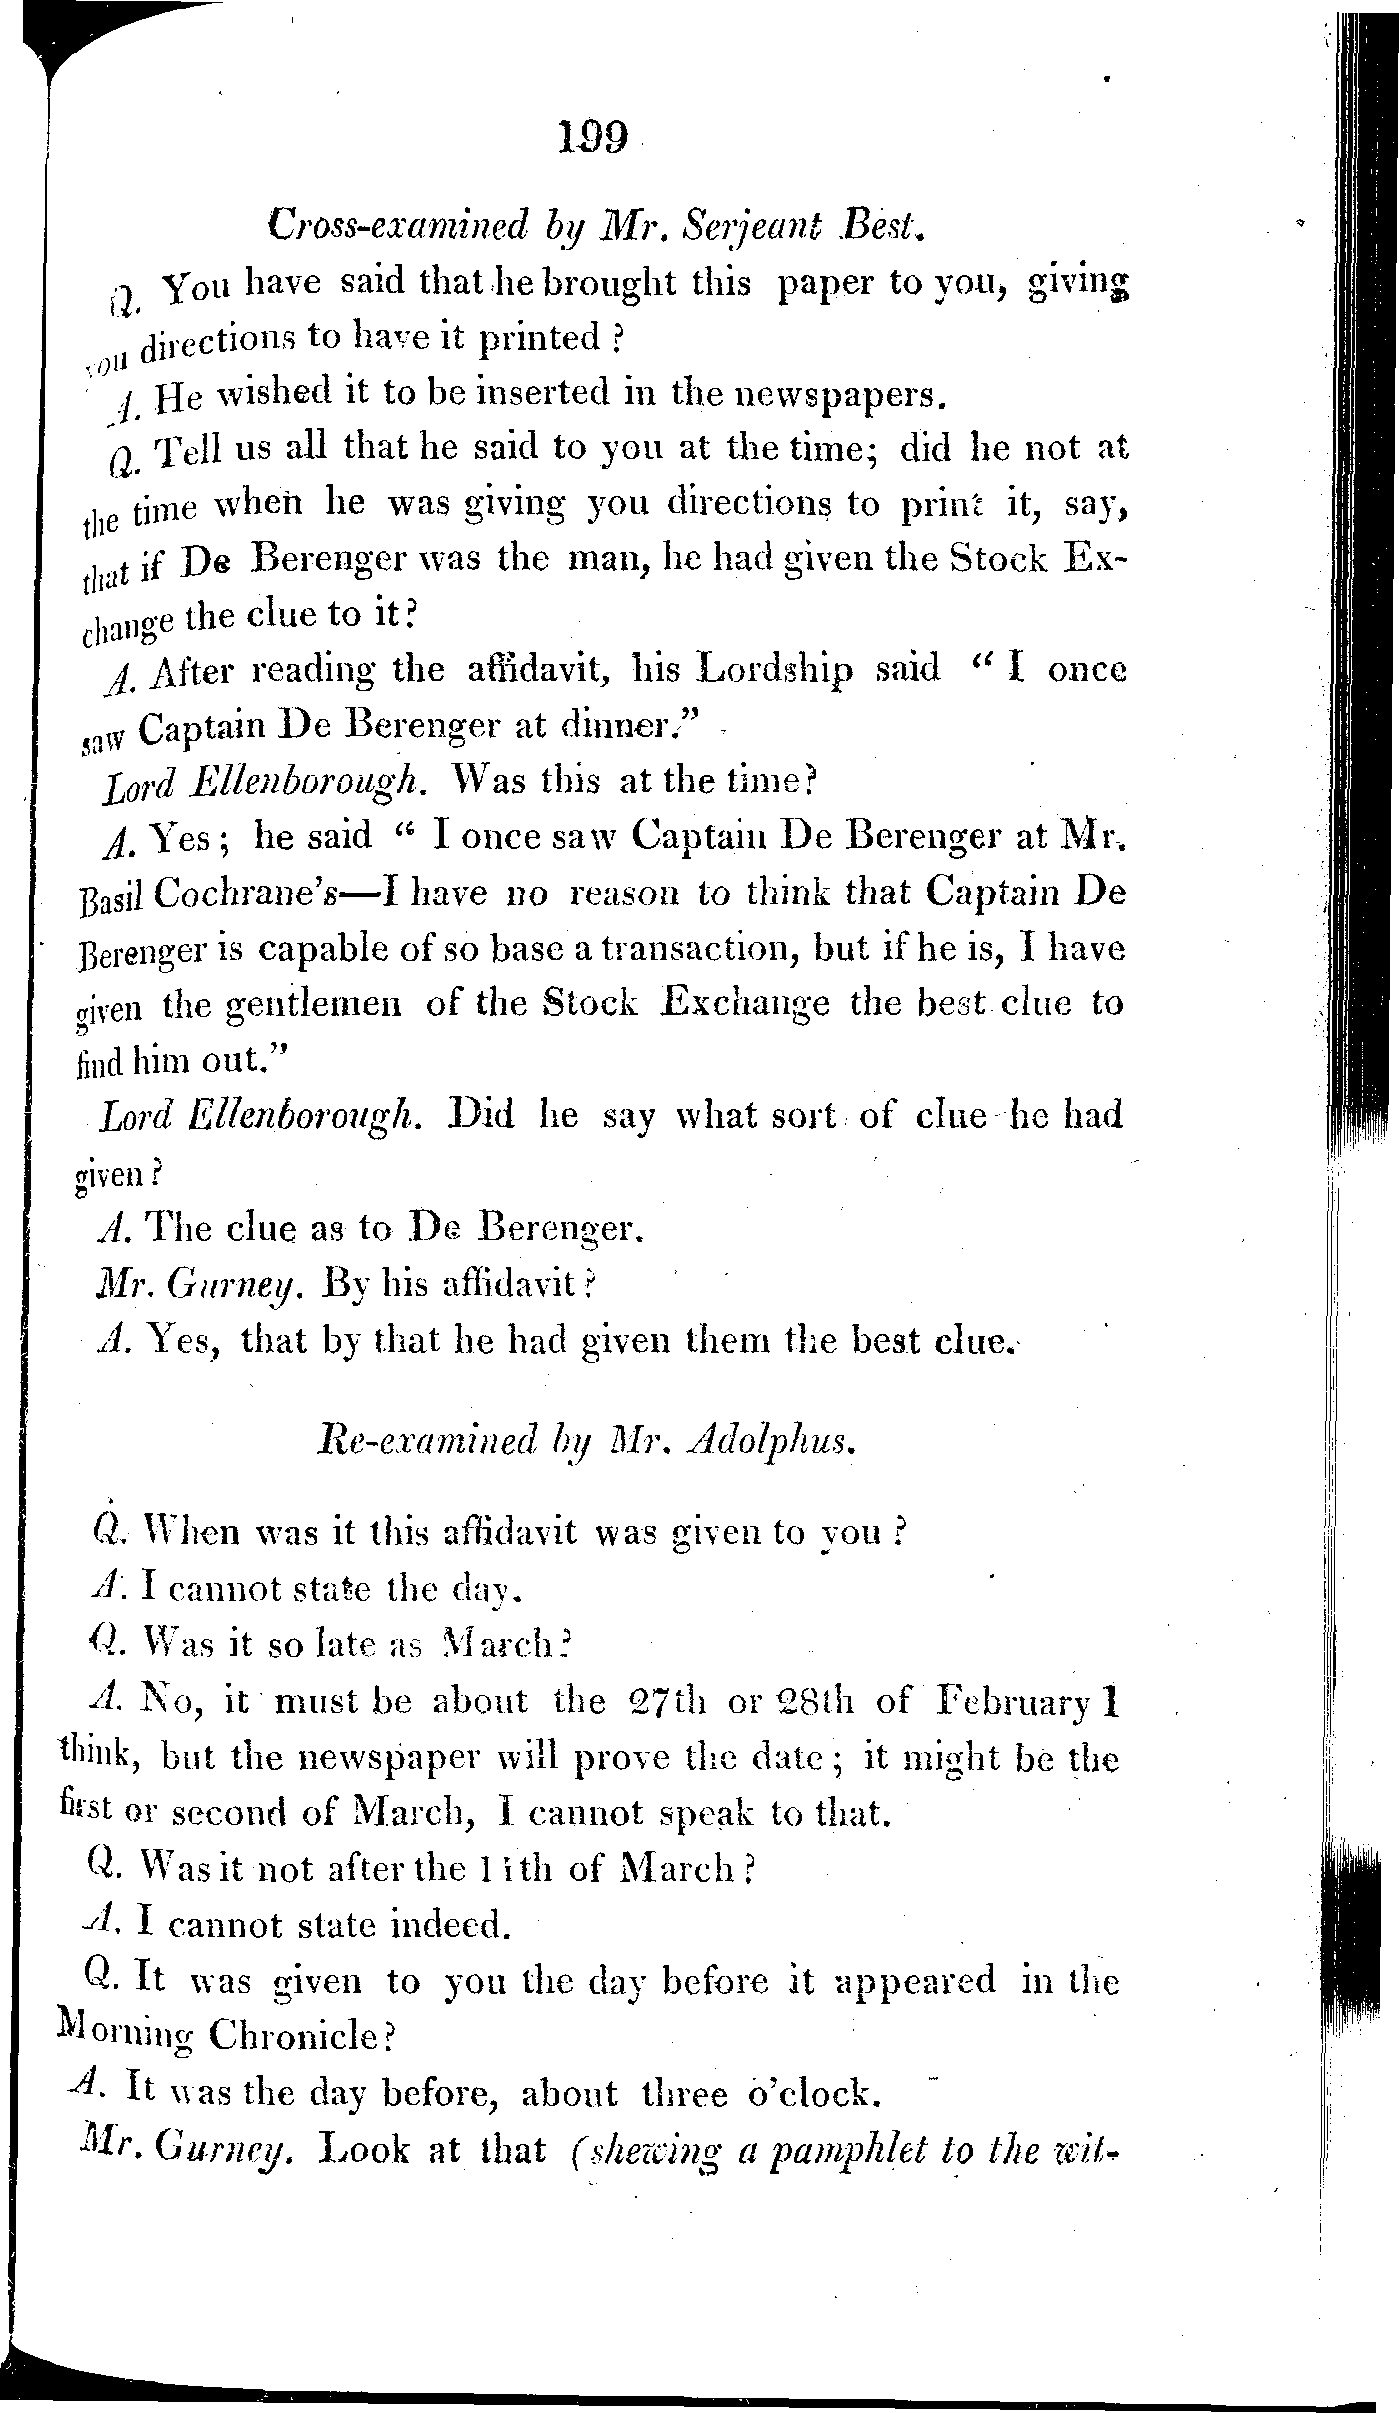 199
Cross-examined by Mr. Serjeant Best.
Q. You have said that he brought this paper to you, giving
you directions to have it printed ?
A. He wished it to be inserted in the newspapers.
Q. Tell us all that he said to you at the time; did he not at
the time when he was giving you directions to print it, say,
that if De Berenger was the man, he had given the Stock Ex-
change the clue to it?
A. After reading the affidavit, his Lordship said “ I once
saw Captain De Berenger at dinner.”
Lord Ellenborough. Was this at the time?
A. Yes; he said “ I once saw Captain De Berenger at Mr.
Basil Cochrane’s—I have no reason to think that Captain De
Berenger is capable of so base a transaction, but if he is, I have
given the gentlemen of the Stock Exchange the best clue to
find him out.”
Lord Ellenborough. Did he say what sort of clue he had
given?
A. The clue as to De Berenger.
Mr. Gurney. By his affidavit?
A. Yes, that by that he had given them the best clue.
Re-examined by Mr. Adolphus.
Q. When was it this affidavit was given to you ?
A. I cannot state the day.
Q. Was it so late as March?
A. No, it must be about the 27th or 28th of February I
think, but the newspaper will prove the date; it might be the
first or second of March, I cannot speak to that.
Q. Was it not after the 11th of March?
A. I cannot state indeed.
Q. It was given to you the day before it appeared in the
Morning Chronicle?
A. It was the day before, about three o’clock.
Mr. Gurney. Look at that (shewing a pamphlet to the wit-